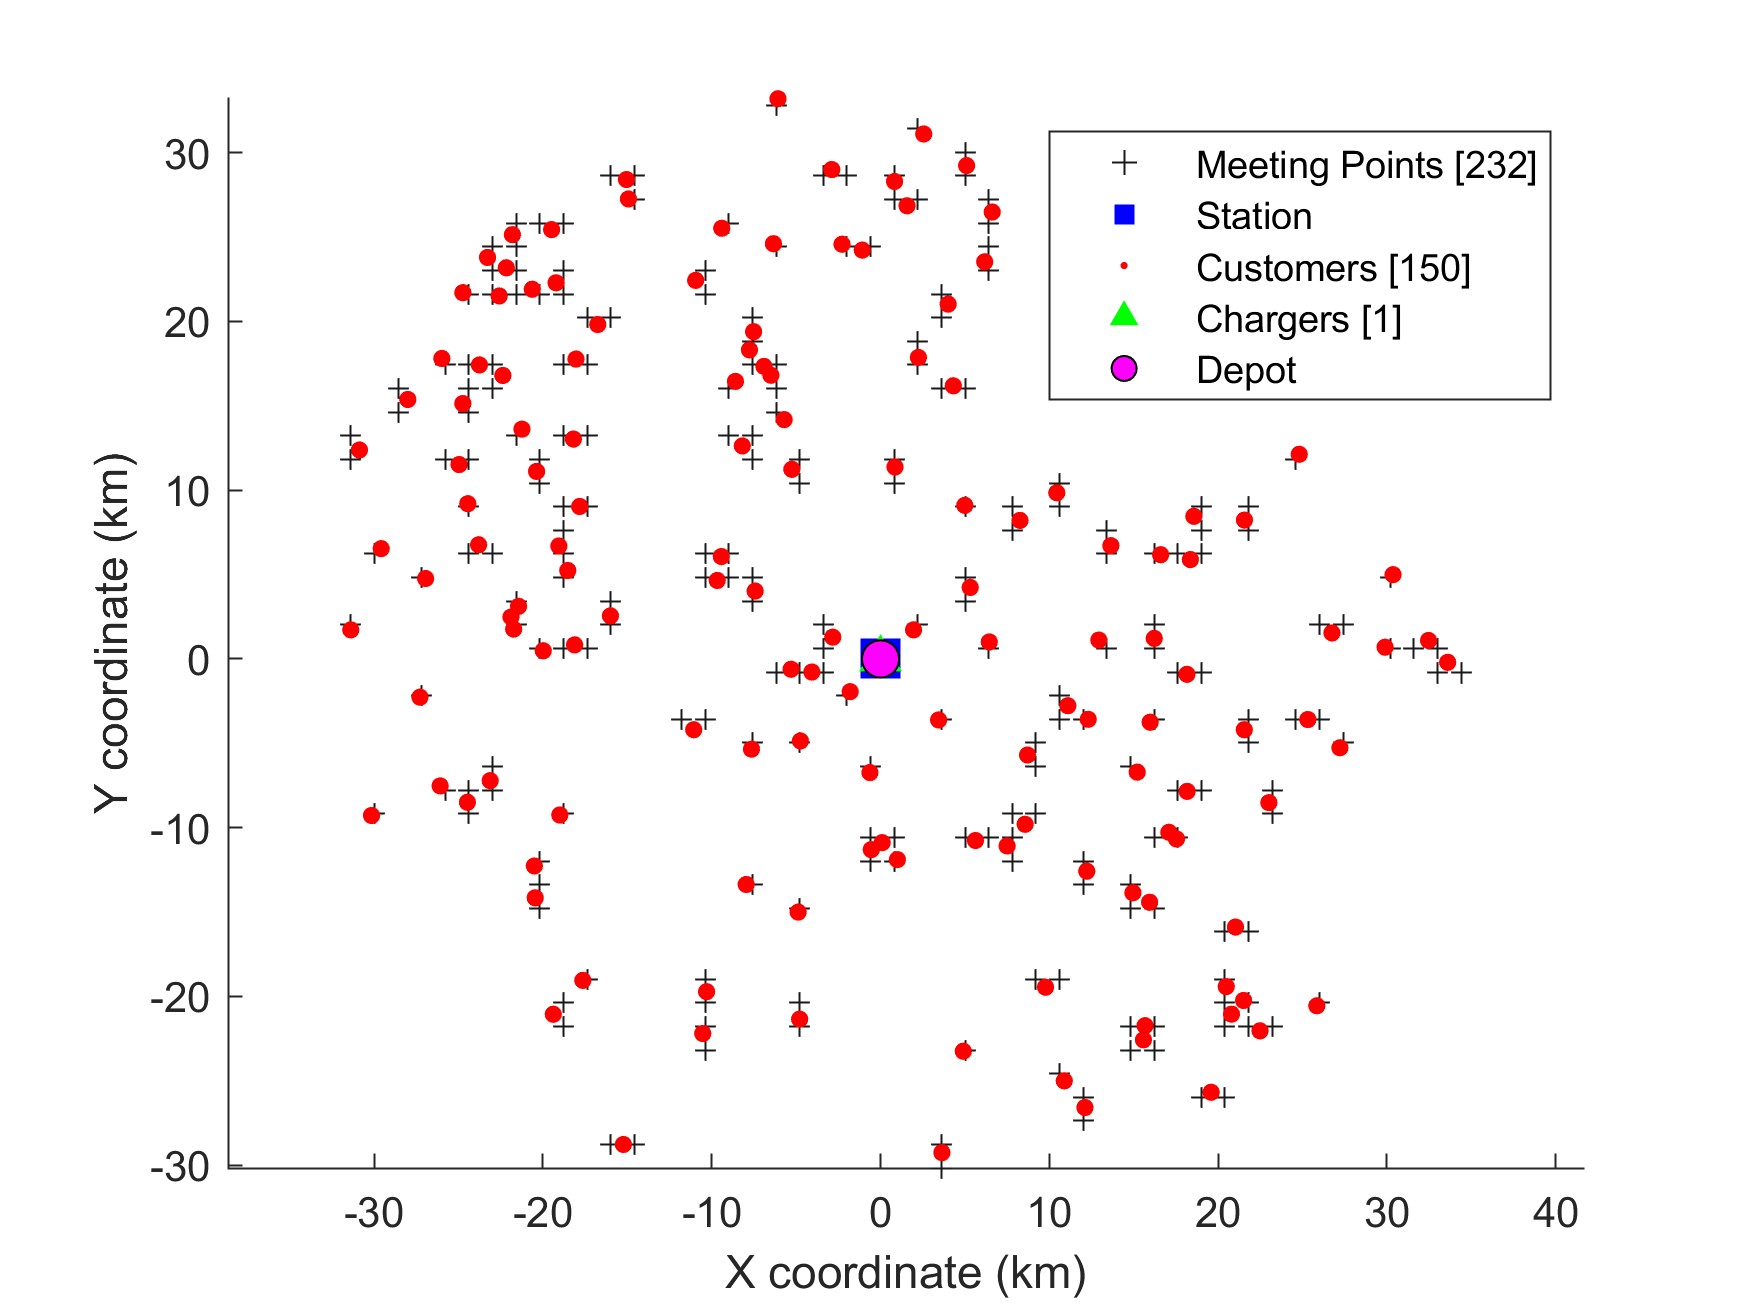 30
20
10
0
-10
-20
-30
Y coordinate (km)
Meeting Points [232]
Station
Customers [150]
Chargers [1]
Depot
-30 -20 -10 0 10 20 30 40
X coordinate (km)